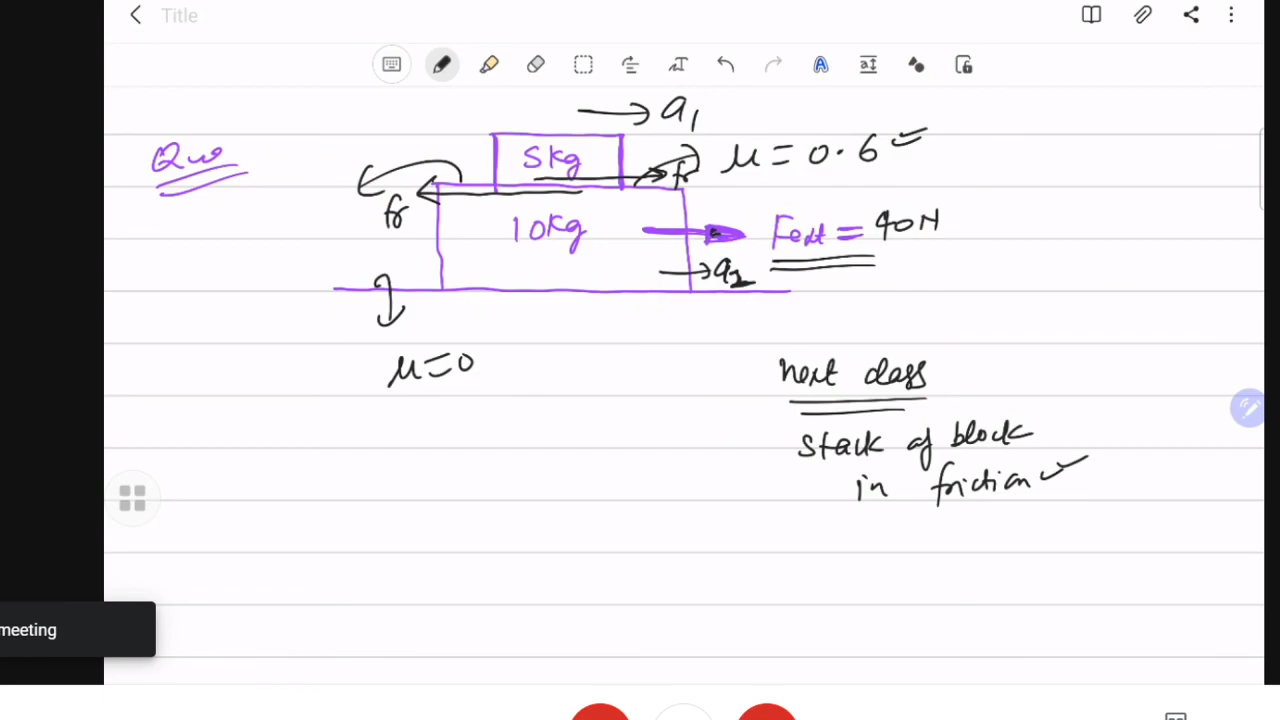 Title
→ a1
Que
5kg
fr
μ = 0.6
fr
10kg
Fext = 40N
→ a2
μ=0
next class
stack of block
in friction
meeting